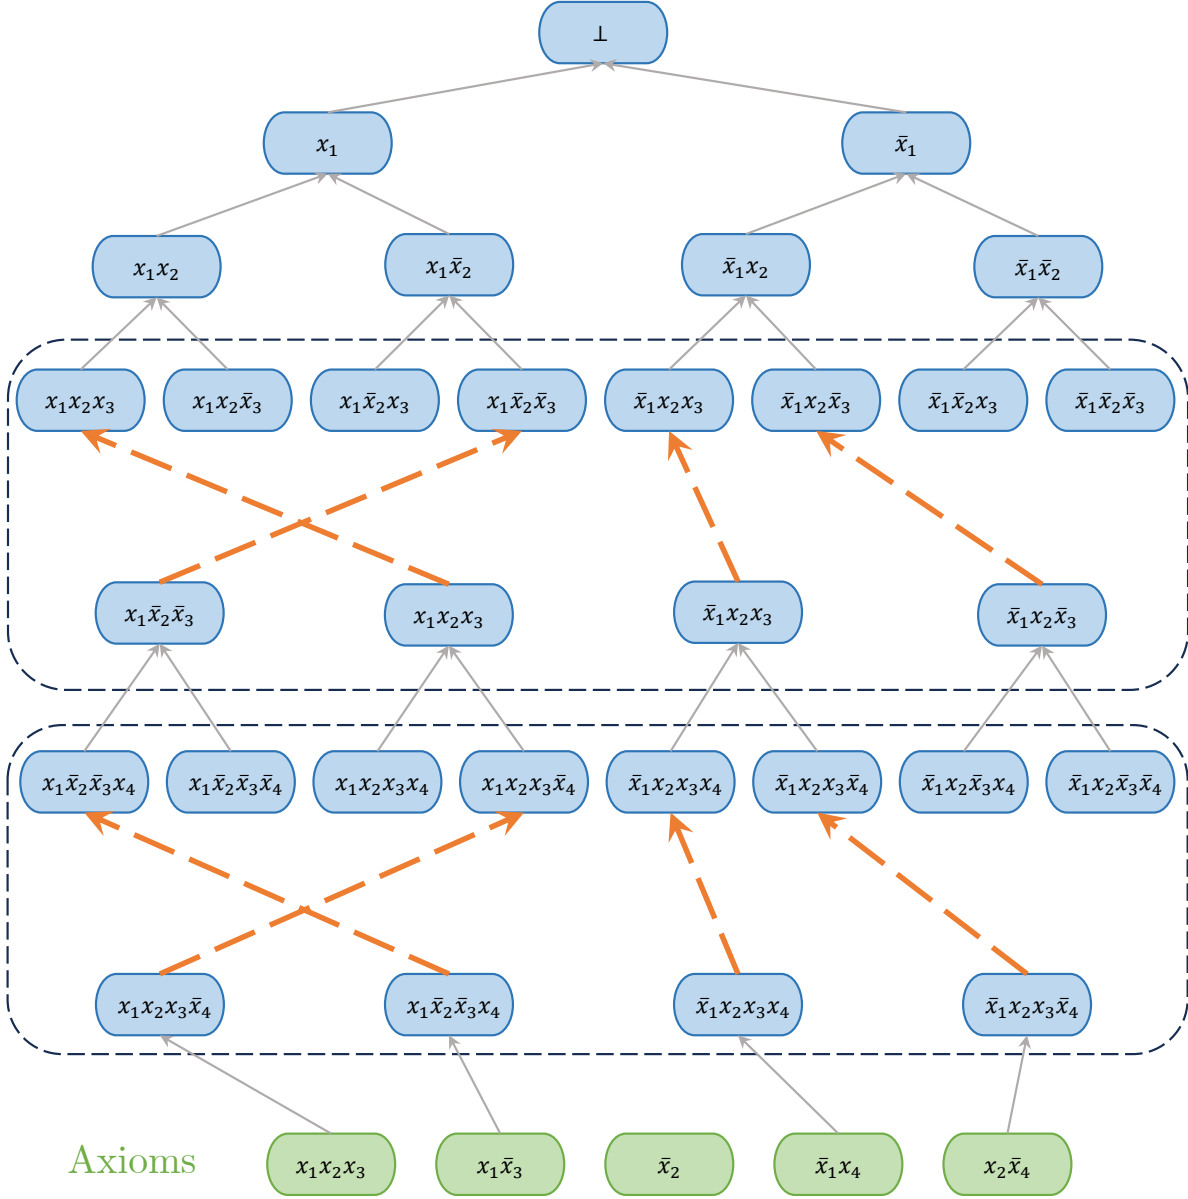 ⊥
x₁ x̄₁
x₁x₂ x₁x̄₂ x̄₁x₂ x̄₁x̄₂
x₁x₂x₃ x₁x₂x̄₃ x₁x̄₂x₃ x₁x̄₂x̄₃ x̄₁x₂x₃ x̄₁x₂x̄₃ x̄₁x̄₂x₃ x̄₁x̄₂x̄₃
x₁x̄₂x̄₃ x₁x₂x₃ x̄₁x₂x₃ x̄₁x₂x̄₃
x₁x̄₂x̄₃x₄ x₁x̄₂x̄₃x̄₄ x₁x₂x₃x₄ x₁x₂x₃x̄₄ x̄₁x₂x₃x₄ x̄₁x₂x₃x̄₄ x̄₁x₂x̄₃x₄ x̄₁x₂x̄₃x̄₄
x₁x₂x₃x̄₄ x₁x̄₂x̄₃x₄ x̄₁x₂x₃x₄ x̄₁x₂x₃x̄₄
Axioms x₁x₂x₃ x₁x̄₃ x̄₂ x̄₁x₄ x₂x̄₄